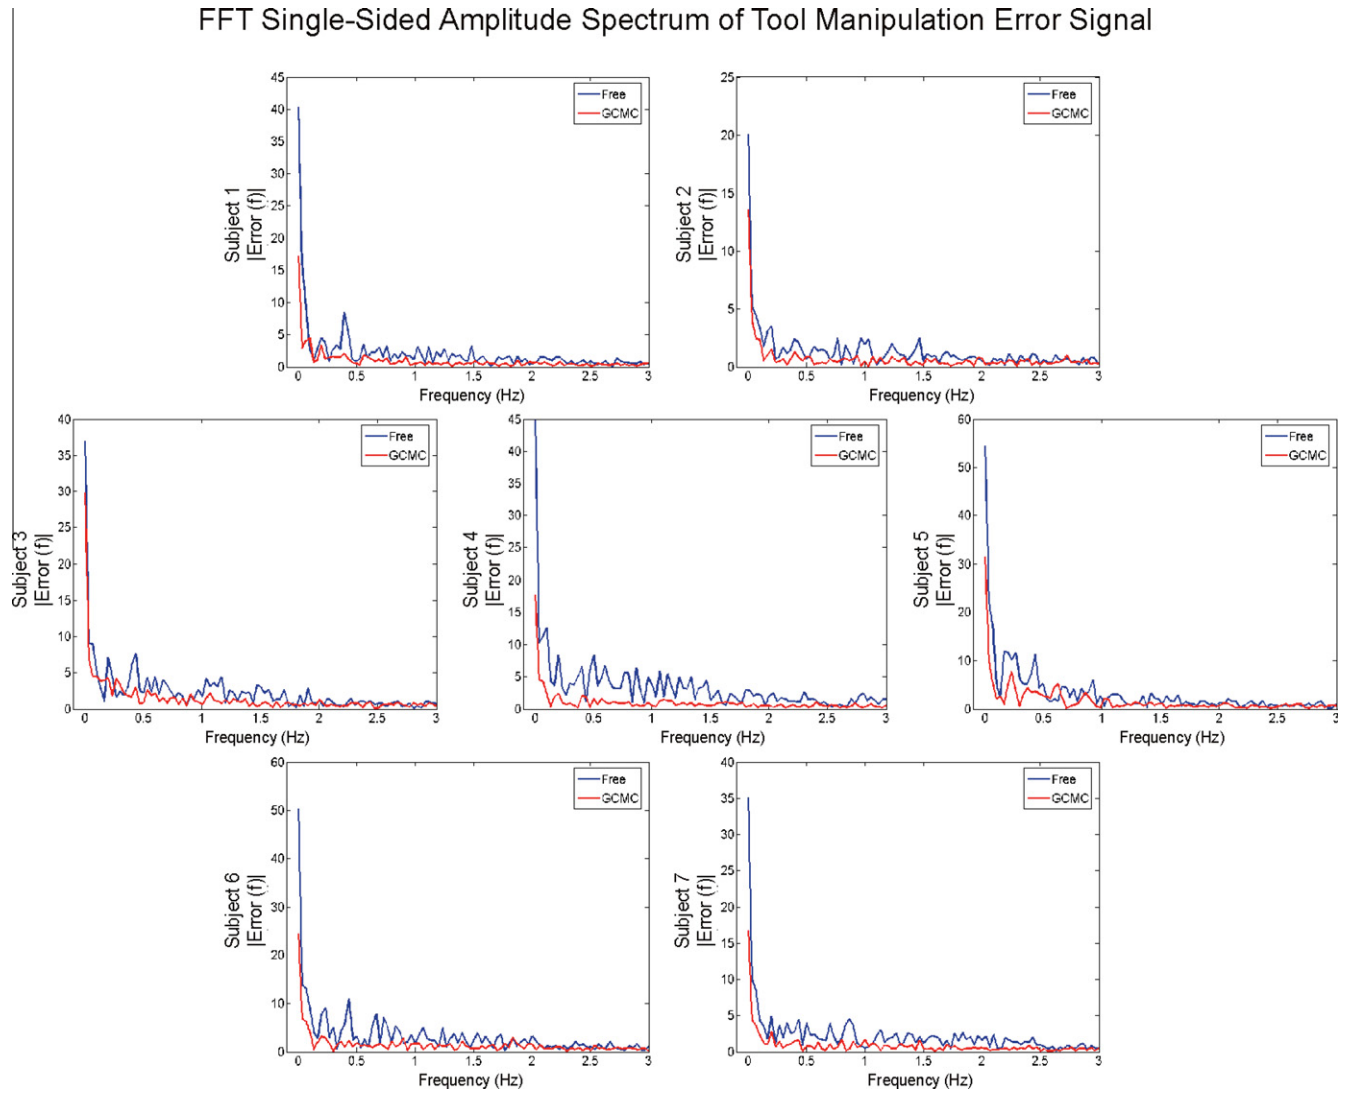 FFT Single-Sided Amplitude Spectrum of Tool Manipulation Error Signal
Subject 1
|Error (f)|
45
40
35
30
25
20
15
10
5
0
0 0.5 1 1.5 2 2.5 3
Frequency (Hz)
Free
GCMC
Subject 2
|Error (f)|
25
20
15
10
5
0
0 0.5 1 1.5 2 2.5 3
Frequency (Hz)
Free
GCMC
Subject 3
|Error (f)|
40
35
30
25
20
15
10
5
0
0 0.5 1 1.5 2 2.5 3
Frequency (Hz)
Free
GCMC
Subject 4
|Error (f)|
45
40
35
30
25
20
15
10
5
0
0 0.5 1 1.5 2 2.5 3
Frequency (Hz)
Free
GCMC
Subject 5
|Error (f)|
60
50
40
30
20
10
0
0 0.5 1 1.5 2 2.5 3
Frequency (Hz)
Free
GCMC
Subject 6
|Error (f)|
60
50
40
30
20
10
0
0 0.5 1 1.5 2 2.5 3
Frequency (Hz)
Free
GCMC
Subject 7
|Error (f)|
40
35
30
25
20
15
10
5
0
0 0.5 1 1.5 2 2.5 3
Frequency (Hz)
Free
GCMC